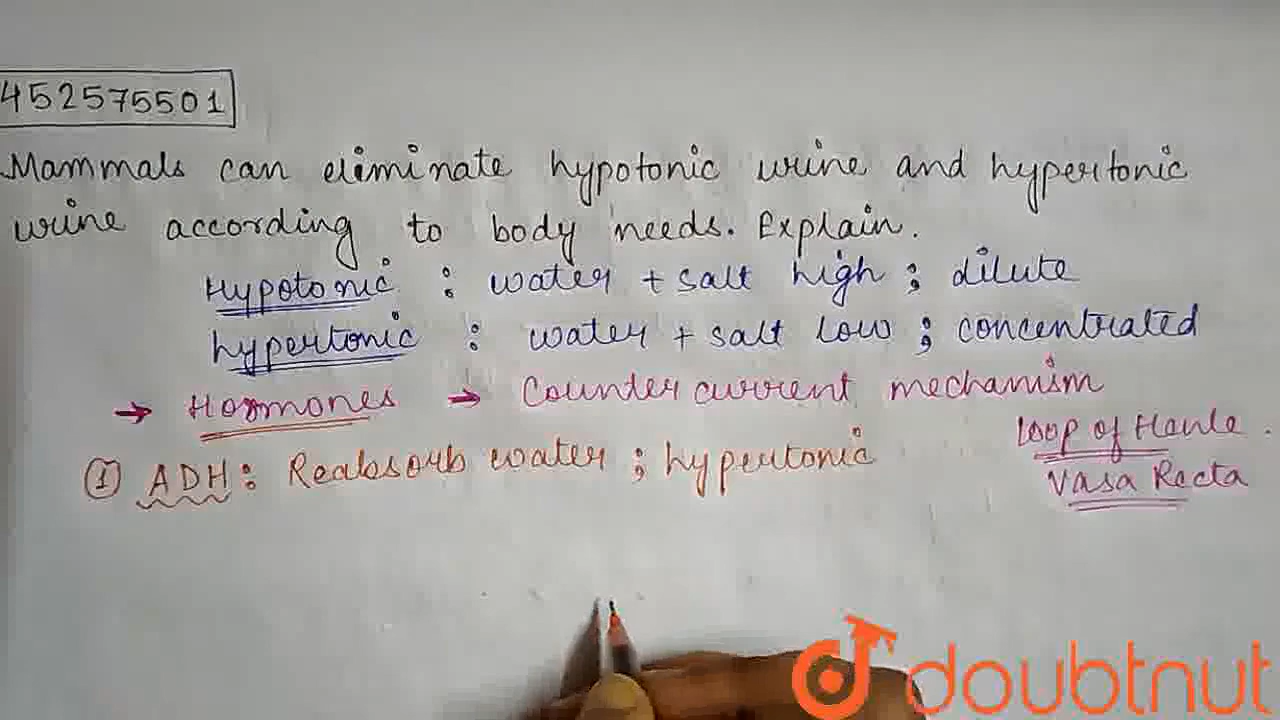 452575501
Mammals can eliminate hypotonic urine and hypertonic
urine according to body needs. Explain.
Hypotonic : water + salt high ; dilute
hypertonic : water + salt low ; concentrated
→ Hormones → Counter current mechanism
Loop of Henle.
① ADH : Reabsorb water ; hypertonic
Vasa Recta
doubtnut